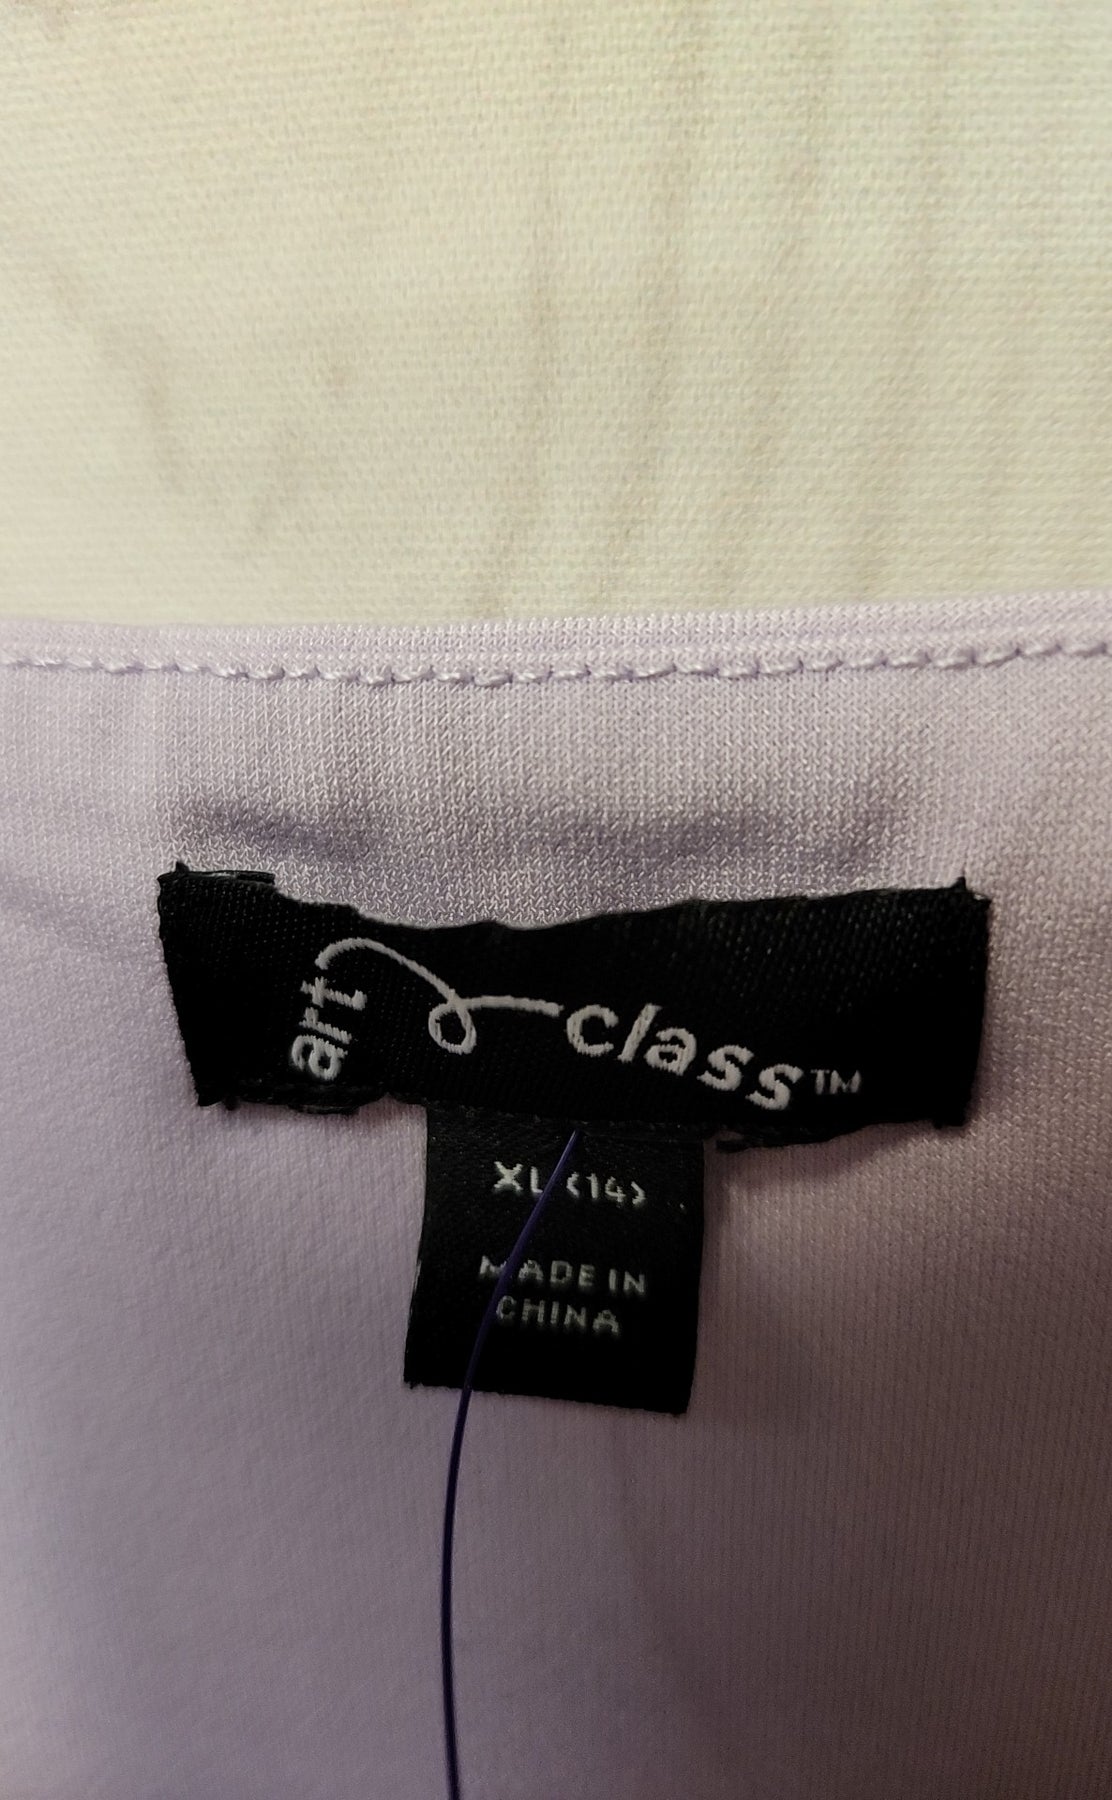 art class™
XL (14)
MADE IN
CHINA